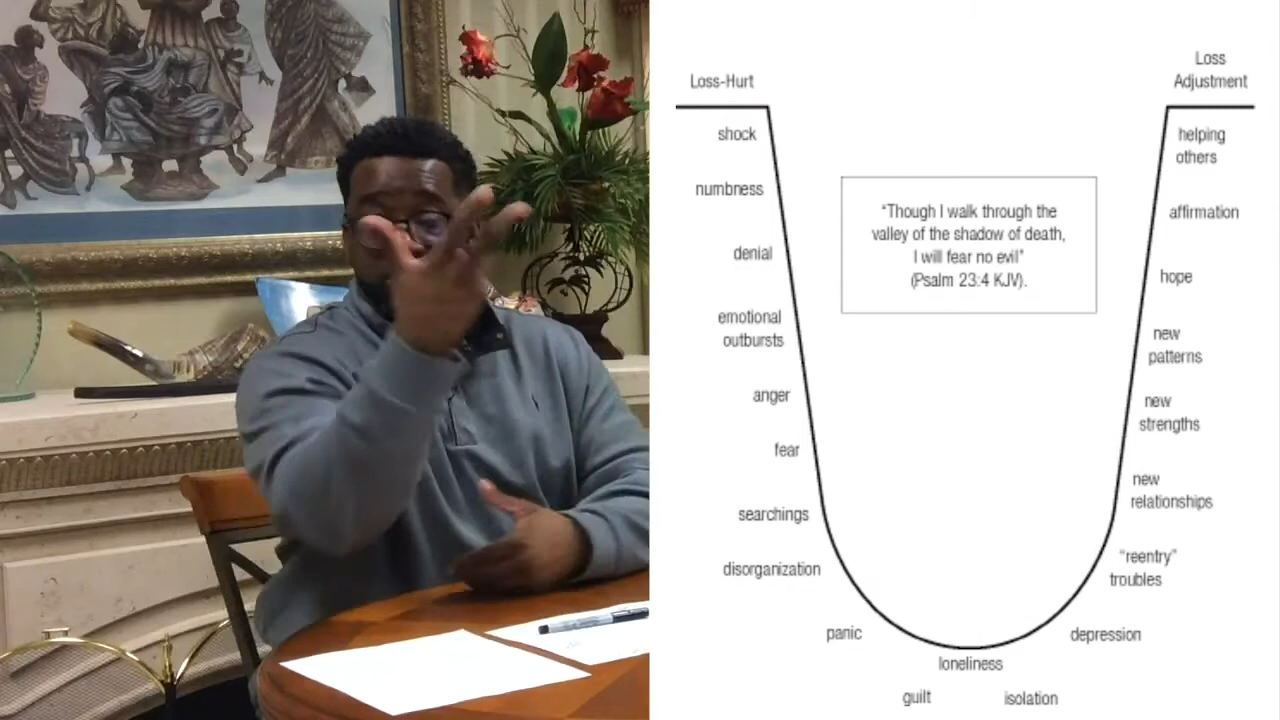 Loss-Hurt
shock
numbness
denial
emotional
outbursts
anger
fear
searchings
disorganization
panic
loneliness
guilt
isolation
depression
"reentry"
troubles
new
relationships
new
strengths
new
patterns
hope
affirmation
helping
others
Loss
Adjustment
"Though I walk through the
valley of the shadow of death,
I will fear no evil"
(Psalm 23:4 KJV).